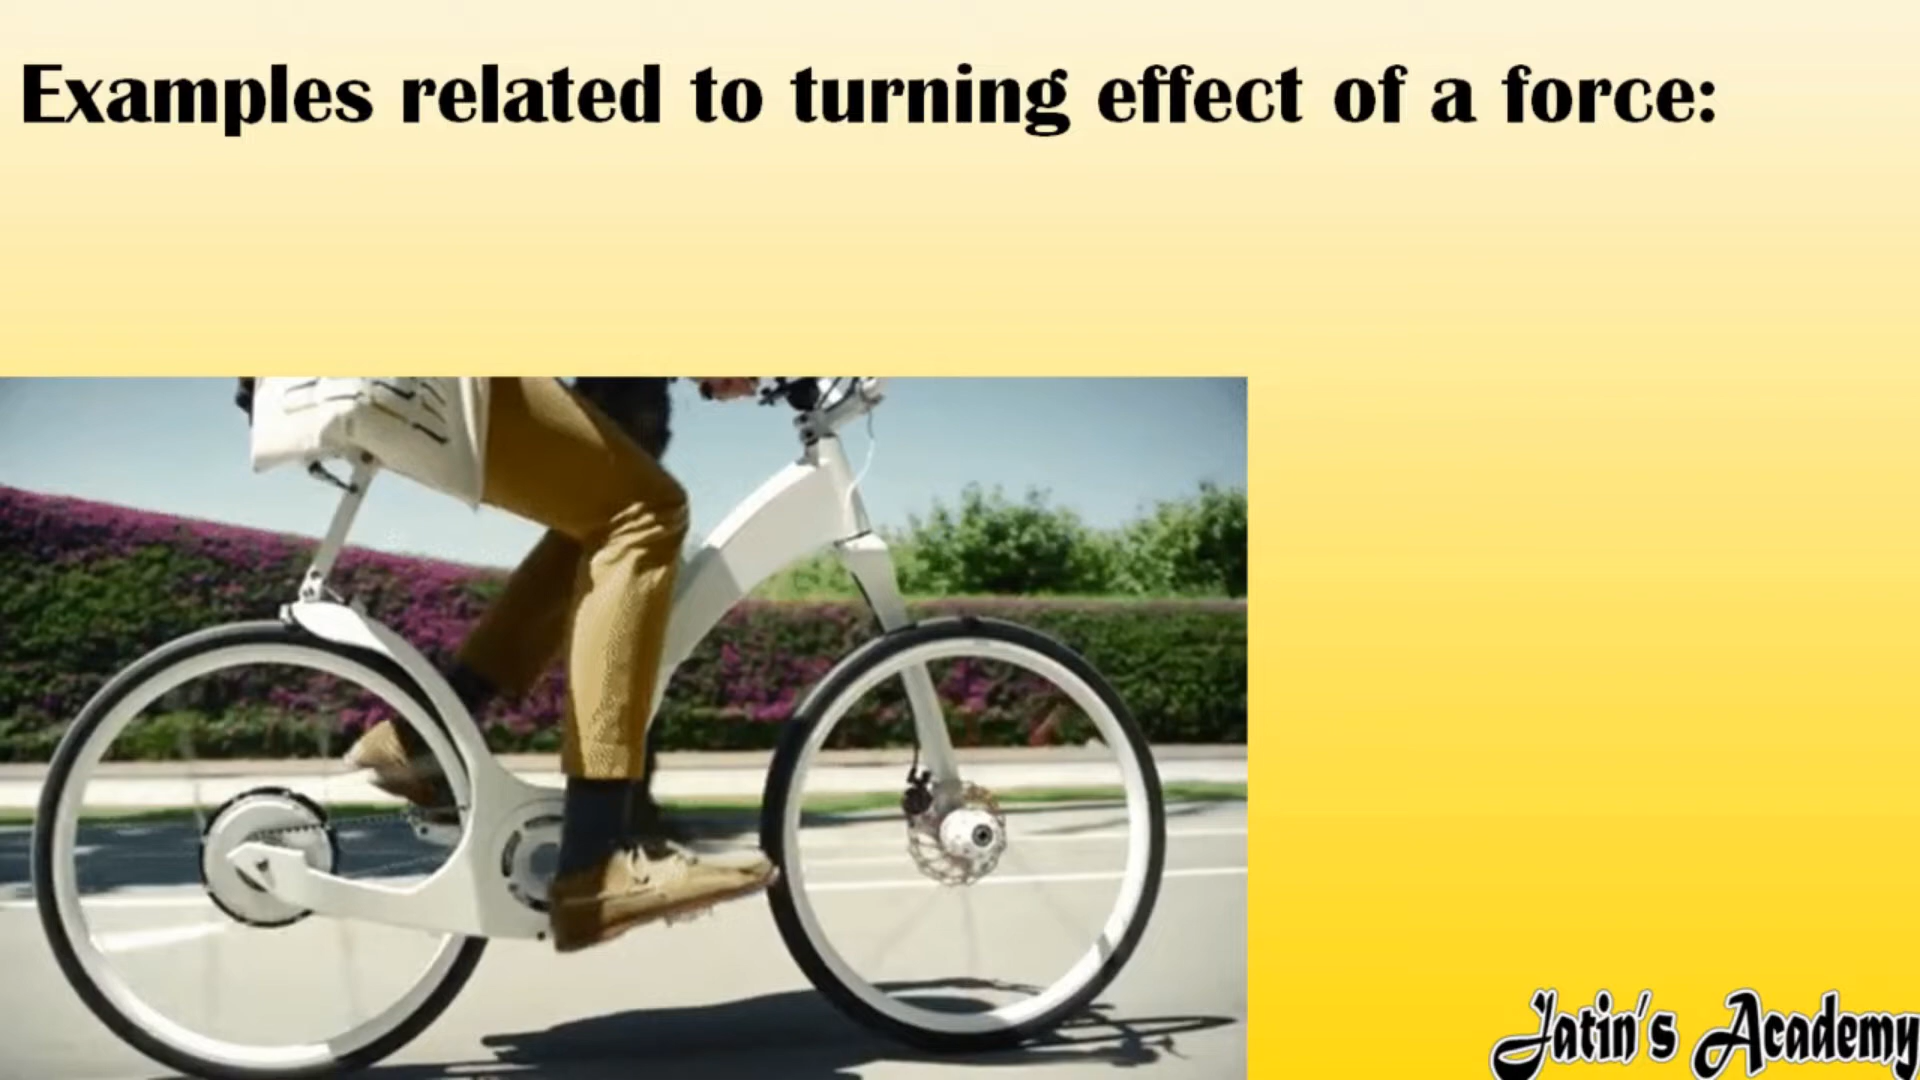 Examples related to turning effect of a force:
Jatin's Academy